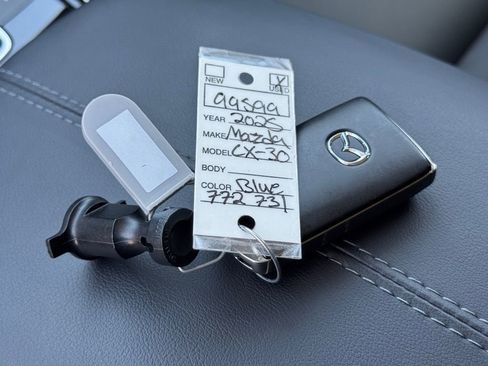 NEW
USED
99599
YEAR 2025
MAKE Mazda
MODEL CX-30
BODY
COLOR Blue
772 731